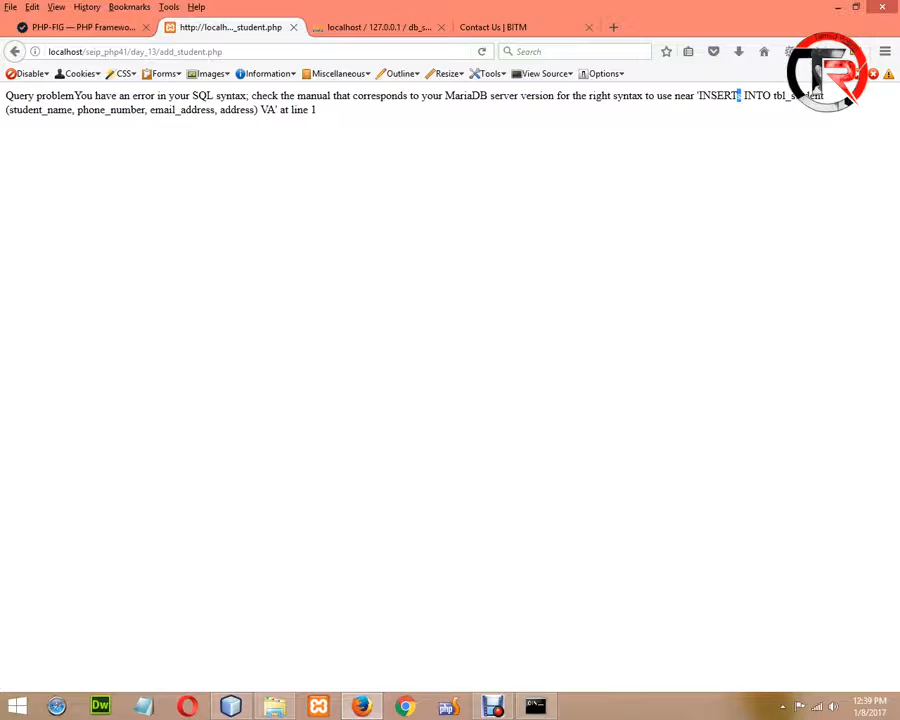 File Edit View History Bookmarks Tools Help
PHP-FIG — PHP Framewo... http://localh..._student.php localhost / 127.0.0.1 / db_s... Contact Us | BITM
localhost/seip_php41/day_13/add_student.php Search
Disable Cookies CSS Forms Images Information Miscellaneous Outline Resize Tools View Source Options
Query problemYou have an error in your SQL syntax; check the manual that corresponds to your MariaDB server version for the right syntax to use near 'INSERTs INTO tbl_student
(student_name, phone_number, email_address, address) VA' at line 1
Dw php
12:39 PM
1/8/2017